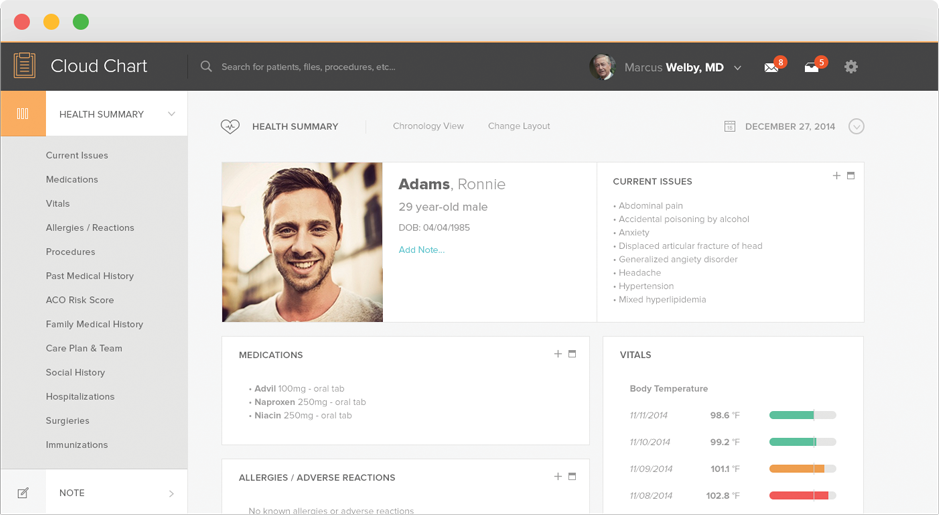 Cloud Chart
Search for patients, files, procedures, etc...
Marcus Welby, MD
8
5
HEALTH SUMMARY
Current Issues
Medications
Vitals
Allergies / Reactions
Procedures
Past Medical History
ACO Risk Score
Family Medical History
Care Plan & Team
Social History
Hospitalizations
Surgieries
Immunizations
NOTE
HEALTH SUMMARY
Chronology View
Change Layout
DECEMBER 27, 2014
Adams, Ronnie
29 year-old male
DOB: 04/04/1985
Add Note...
CURRENT ISSUES
• Abdominal pain
• Accidental poisoning by alcohol
• Anxiety
• Displaced articular fracture of head
• Generalized angiety disorder
• Headache
• Hypertension
• Mixed hyperlipidemia
MEDICATIONS
• Advil 100mg - oral tab
• Naproxen 250mg - oral tab
• Niacin 250mg - oral tab
ALLERGIES / ADVERSE REACTIONS
No known allergies or adverse reactions
VITALS
Body Temperature
11/11/2014 98.6 °F
11/10/2014 99.2 °F
11/09/2014 101.1 °F
11/08/2014 102.8 °F